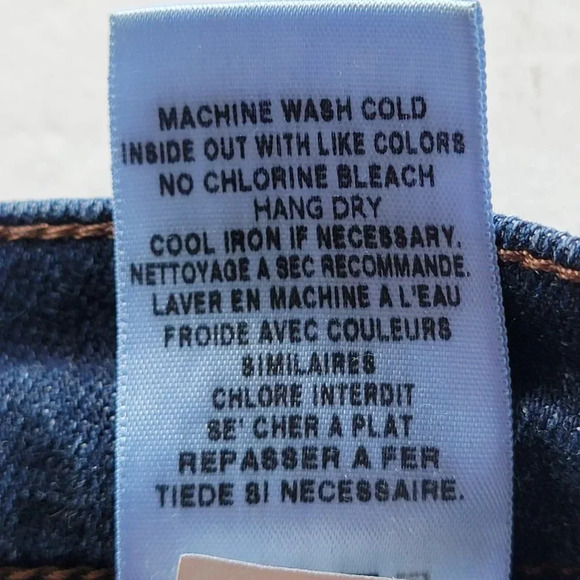 MACHINE WASH COLD
INSIDE OUT WITH LIKE COLORS
NO CHLORINE BLEACH
HANG DRY
COOL IRON IF NECESSARY.
NETTOYAGE A SEC RECOMMANDE.
LAVER EN MACHINE A L'EAU
FROIDE AVEC COULEURS
SIMILAIRES
CHLORE INTERDIT
SE' CHER A PLAT
REPASSER A FER
TIEDE SI NECESSAIRE.